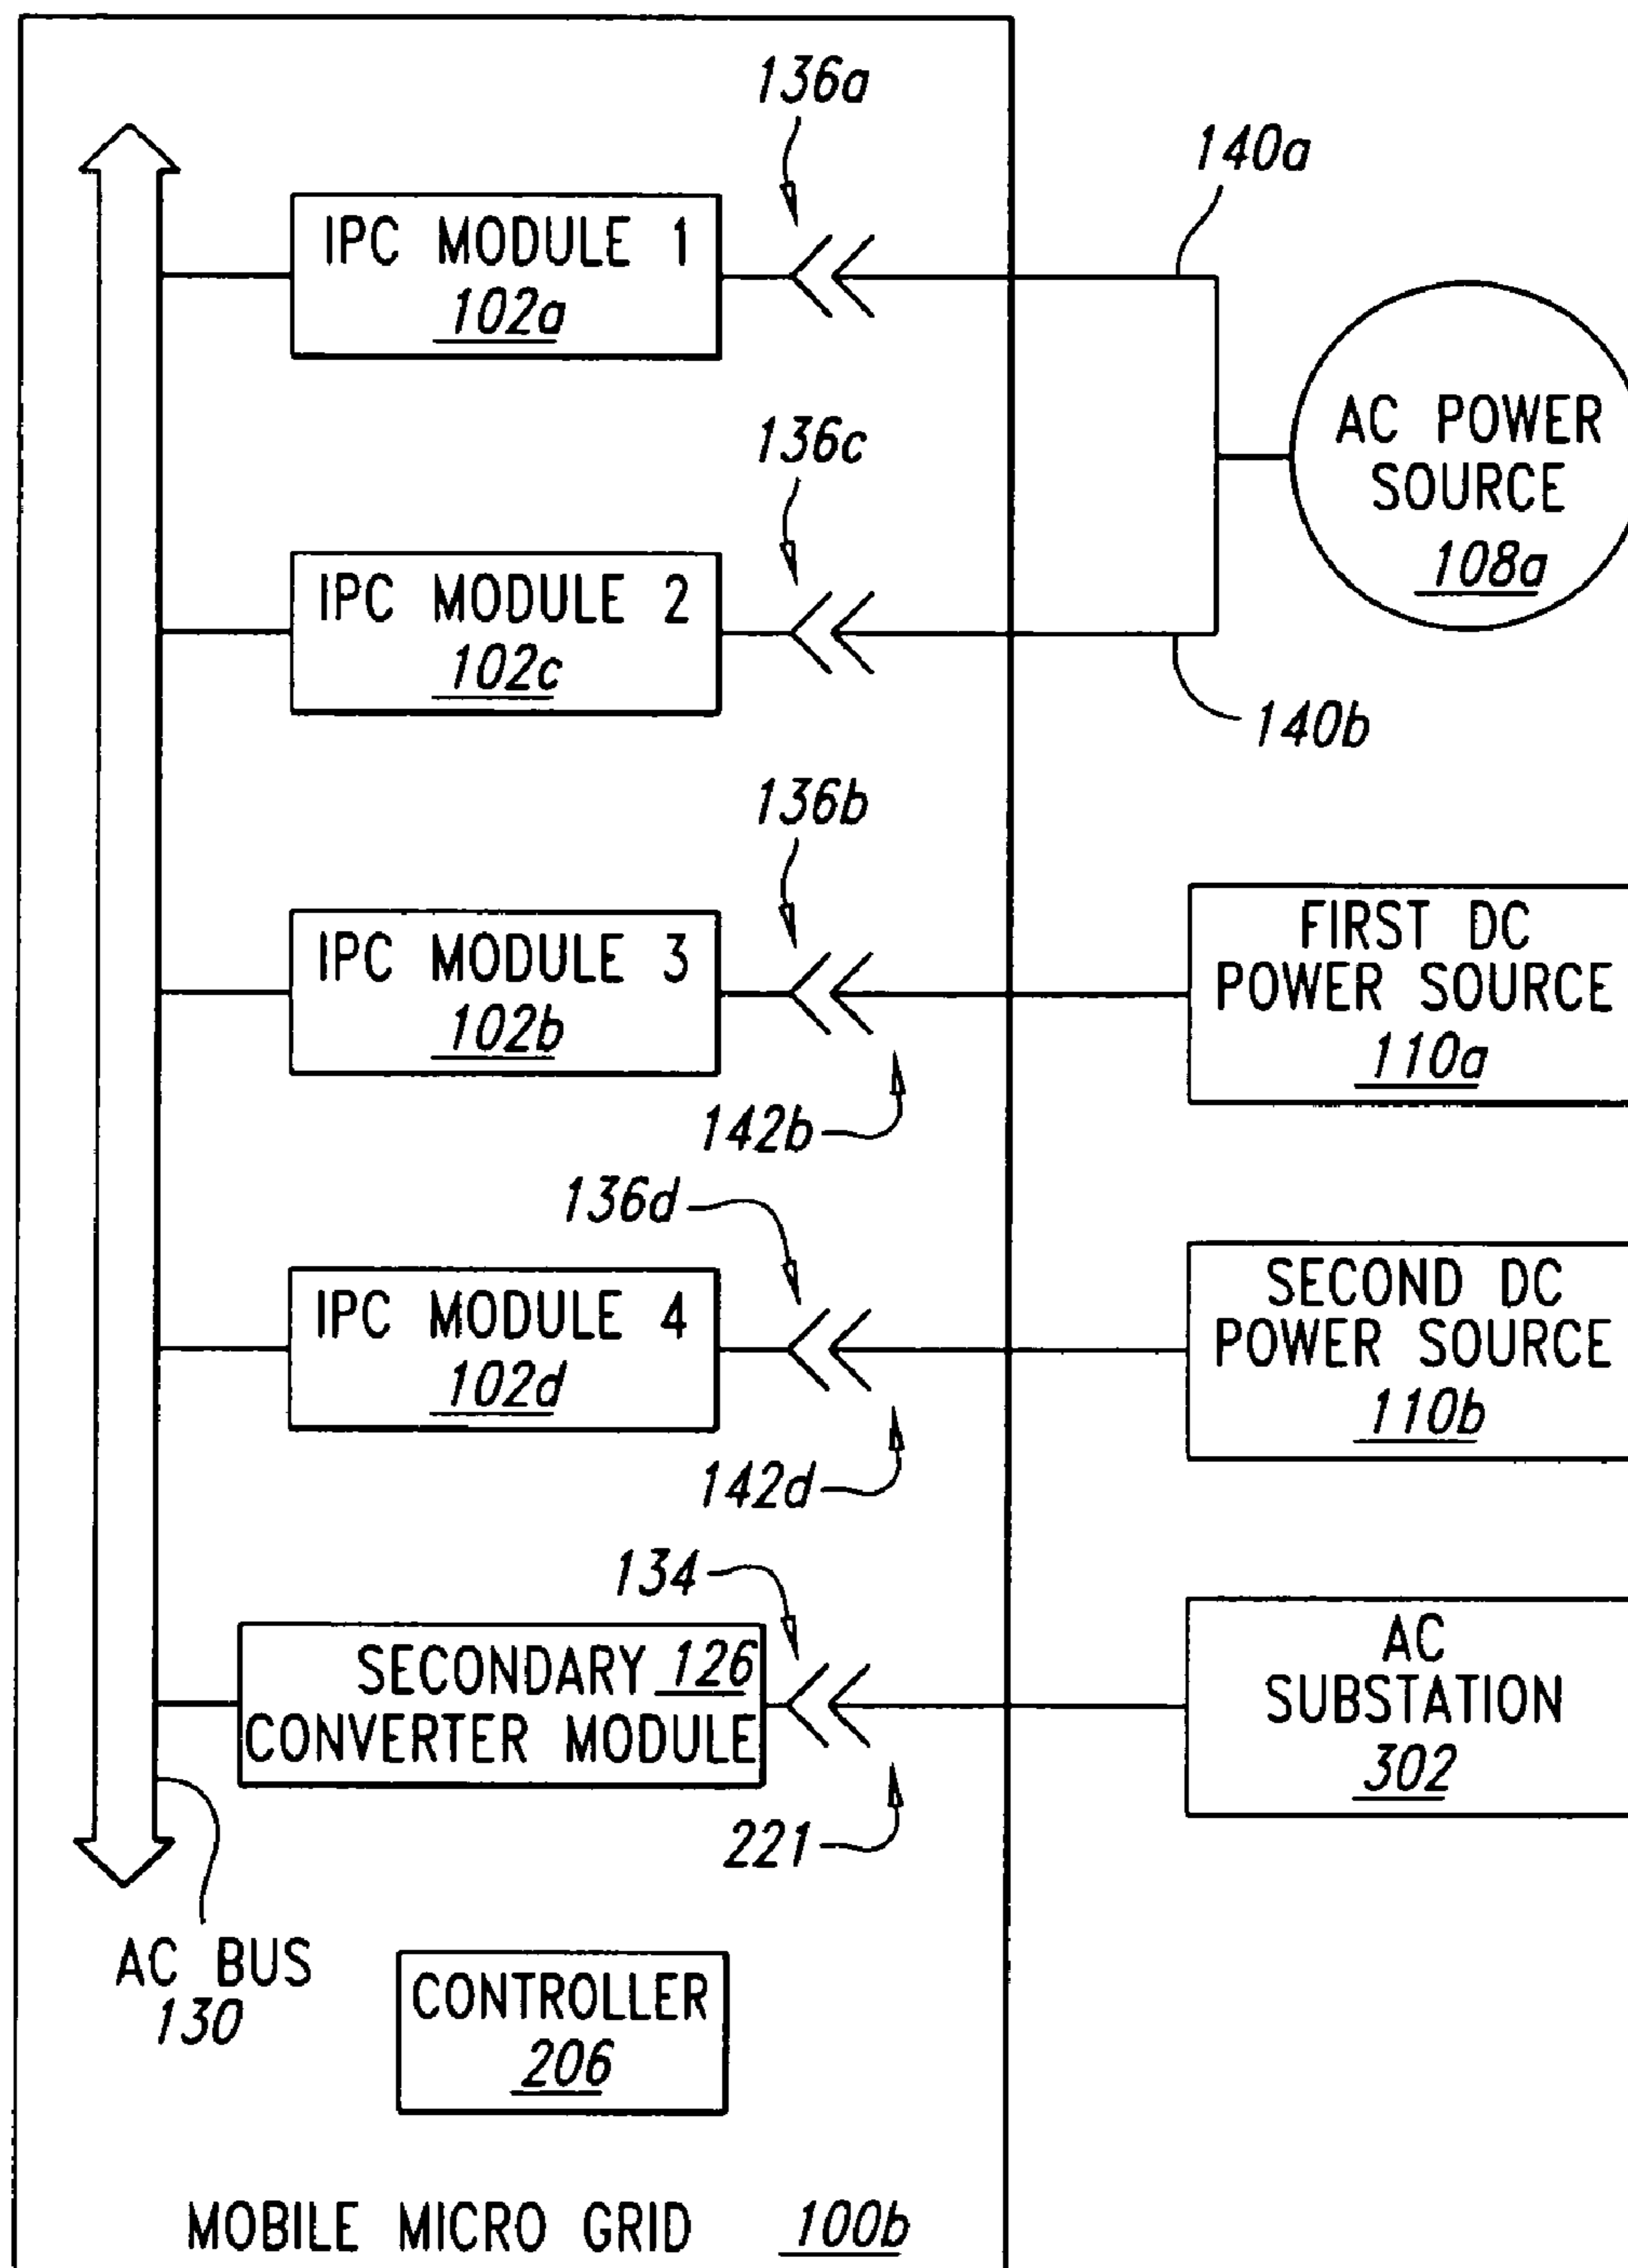 136a
140a
IPC MODULE 1
102a
AC POWER
SOURCE
108a
136c
IPC MODULE 2
102c
140b
136b
IPC MODULE 3
102b
FIRST DC
POWER SOURCE
110a
142b
136d
IPC MODULE 4
102d
SECOND DC
POWER SOURCE
110b
142d
134
SECONDARY 126
CONVERTER MODULE
AC
SUBSTATION
302
221
AC BUS
130
CONTROLLER
206
MOBILE MICRO GRID 100b